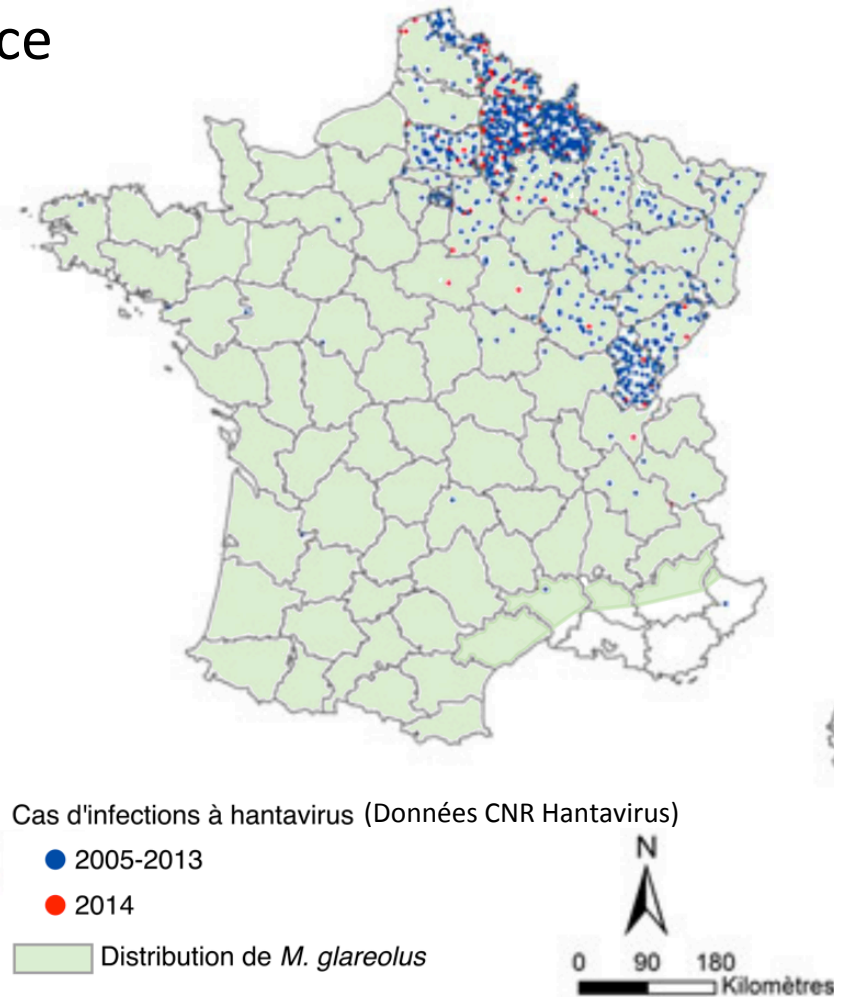 ce
Cas d'infections à hantavirus (Données CNR Hantavirus)
2005-2013
2014
Distribution de M. glareolus
N
0 90 180
Kilomètres